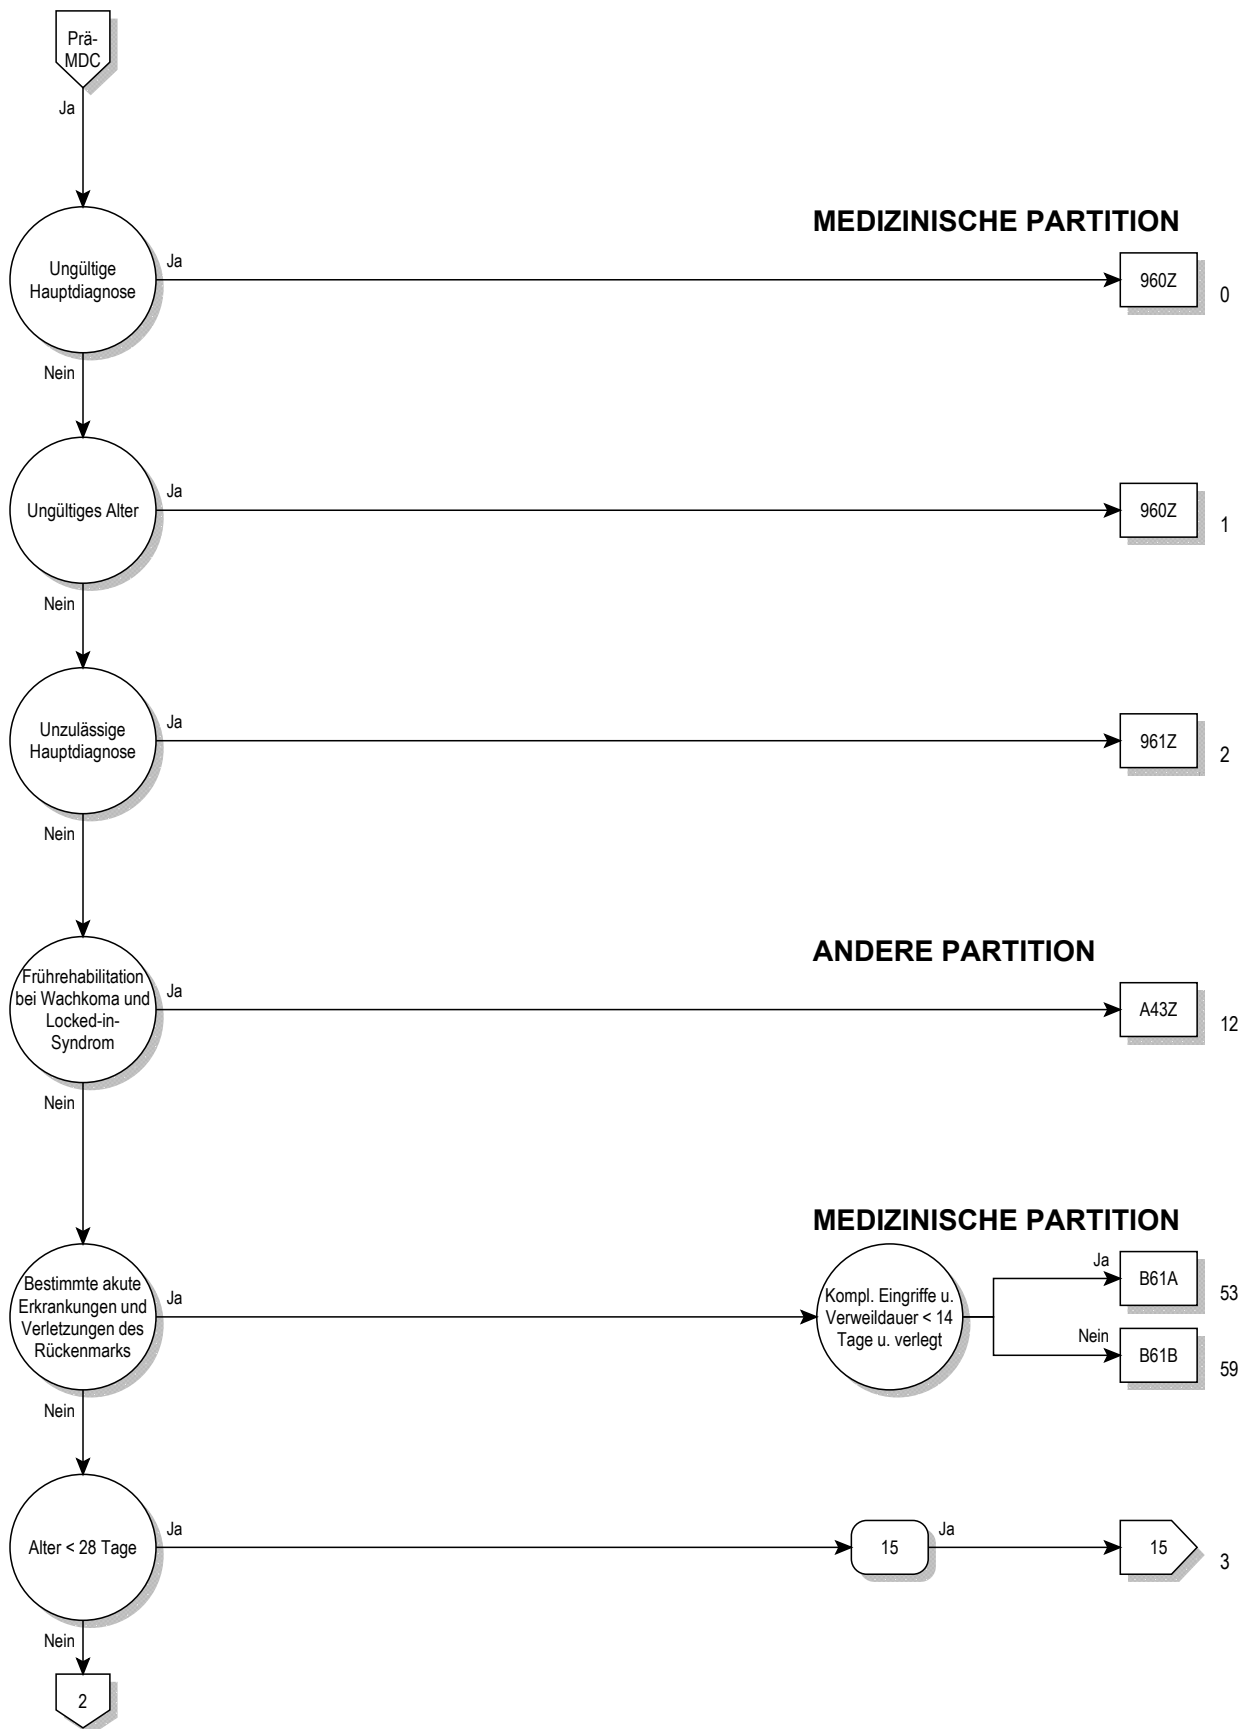 Prä-
MDC
Ja
MEDIZINISCHE PARTITION
Ungültige
Hauptdiagnose
Ja
960Z
0
Nein
Ungültiges Alter
Ja
960Z
1
Nein
Unzulässige
Hauptdiagnose
Ja
961Z
2
Nein
ANDERE PARTITION
Frührehabilitation
bei Wachkoma und
Locked-in-
Syndrom
Ja
A43Z
12
Nein
MEDIZINISCHE PARTITION
Bestimmte akute
Erkrankungen und
Verletzungen des
Rückenmarks
Ja
Kompl. Eingriffe u.
Verweildauer < 14
Tage u. verlegt
Ja
B61A
53
Nein
B61B
59
Nein
Alter < 28 Tage
Ja
15
Ja
15
3
Nein
2